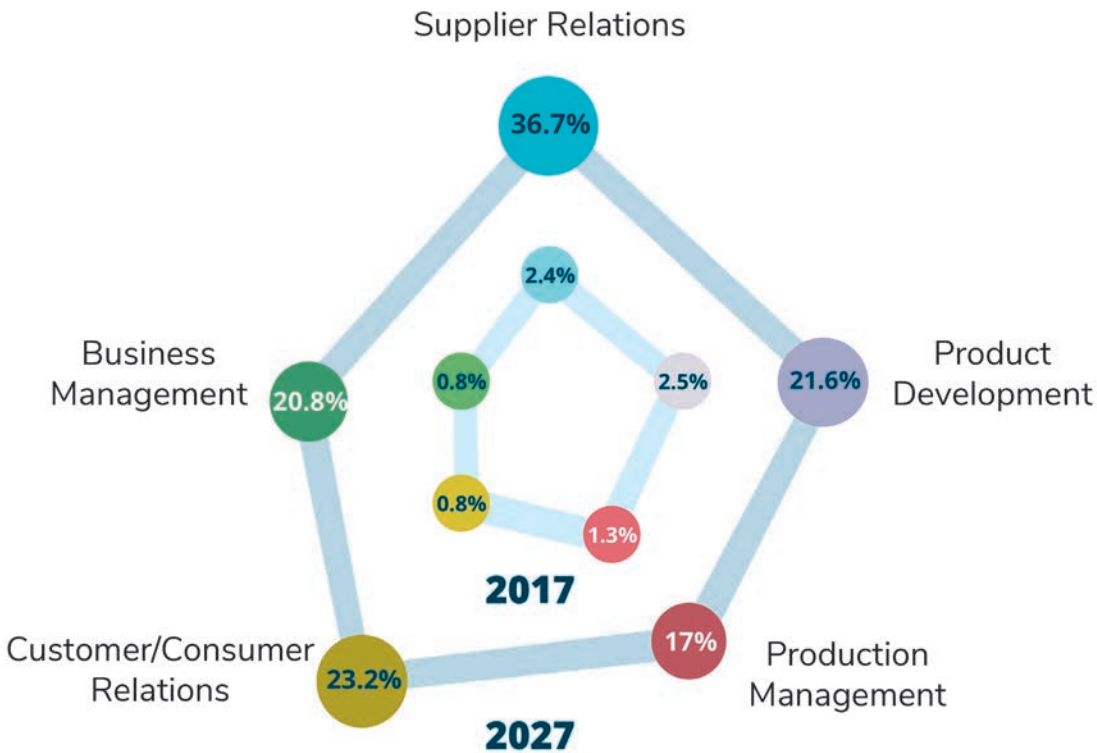 Supplier Relations
36.7%
2.4%
Business
Management
20.8%
0.8%
2.5%
21.6%
Product
Development
0.8%
1.3%
2017
Customer/Consumer
Relations
23.2%
17%
Production
Management
2027